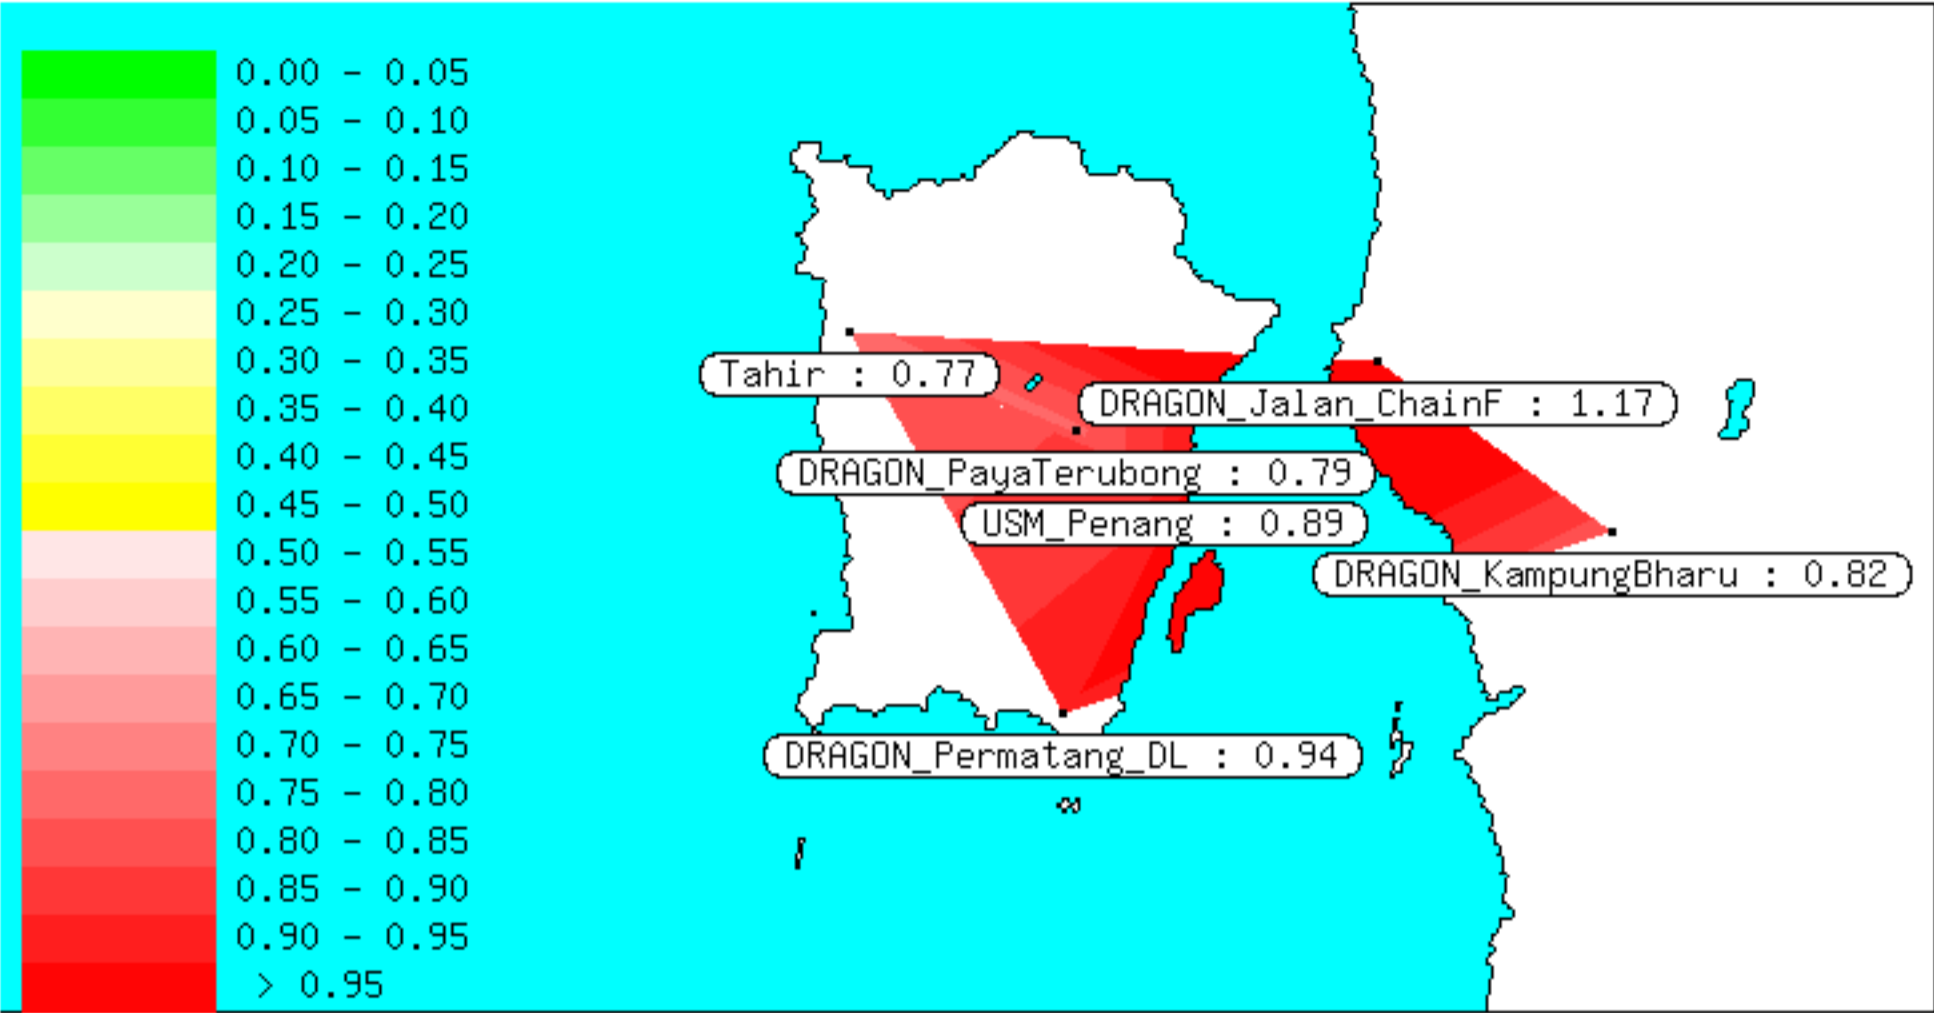 0.00 - 0.05
0.05 - 0.10
0.10 - 0.15
0.15 - 0.20
0.20 - 0.25
0.25 - 0.30
0.30 - 0.35
0.35 - 0.40
0.40 - 0.45
0.45 - 0.50
0.50 - 0.55
0.55 - 0.60
0.60 - 0.65
0.65 - 0.70
0.70 - 0.75
0.75 - 0.80
0.80 - 0.85
0.85 - 0.90
0.90 - 0.95
> 0.95
Tahir : 0.77
DRAGON_Jalan_ChainF : 1.17
DRAGON_PayaTerubong : 0.79
USM_Penang : 0.89
DRAGON_KampungBharu : 0.82
DRAGON_Permatang_DL : 0.94